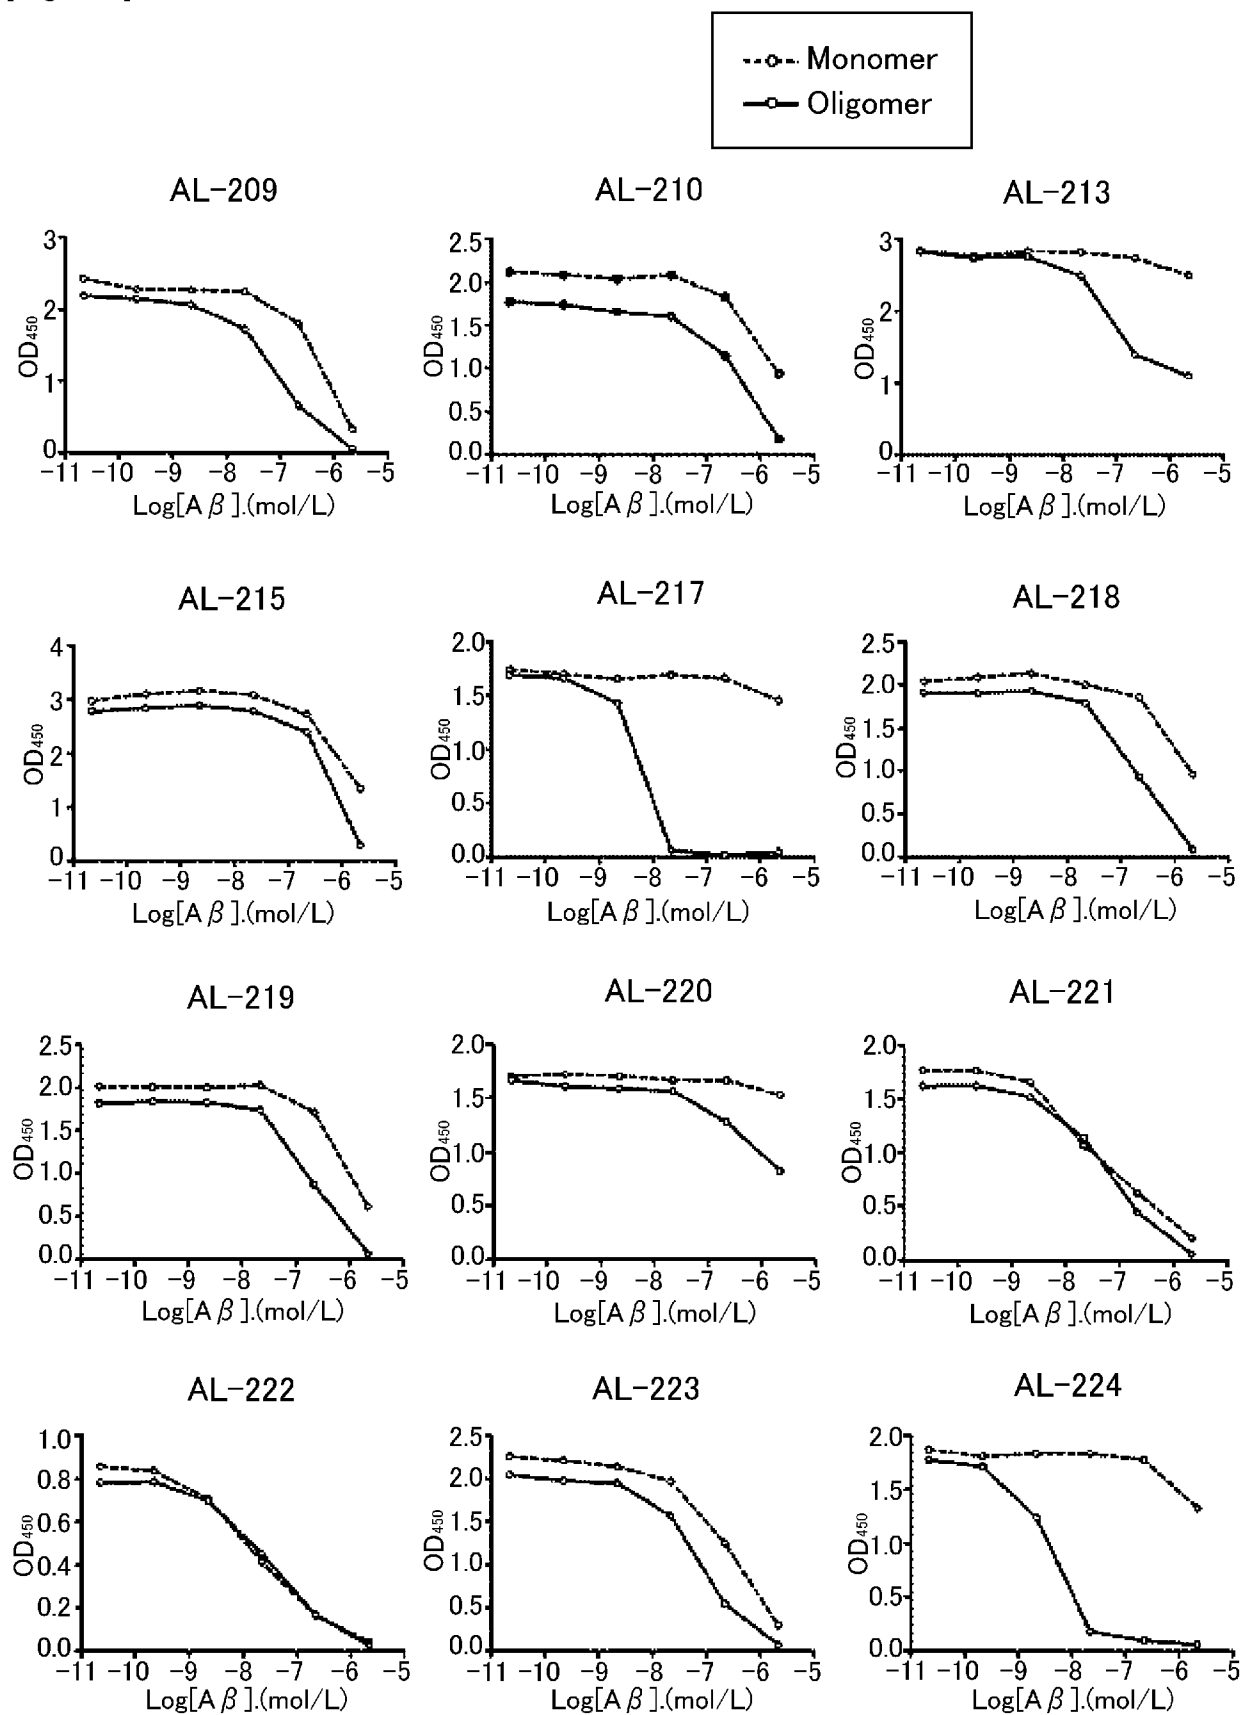 Monomer
Oligomer
AL-209
3
2
1
0
OD450
-11 -10 -9 -8 -7 -6 -5
Log[Aβ].(mol/L)
AL-210
2.5
2.0
1.5
1.0
0.5
0.0
OD450
-11 -10 -9 -8 -7 -6 -5
Log[Aβ].(mol/L)
AL-213
3
2
1
0
OD450
-11 -10 -9 -8 -7 -6 -5
Log[Aβ].(mol/L)
AL-215
4
3
2
1
0
OD450
-11 -10 -9 -8 -7 -6 -5
Log[Aβ].(mol/L)
AL-217
2.0
1.5
1.0
0.5
0.0
OD450
-11 -10 -9 -8 -7 -6 -5
Log[Aβ].(mol/L)
AL-218
2.5
2.0
1.5
1.0
0.5
0.0
OD450
-11 -10 -9 -8 -7 -6 -5
Log[Aβ].(mol/L)
AL-219
2.5
2.0
1.5
1.0
0.5
0.0
OD450
-11 -10 -9 -8 -7 -6 -5
Log[Aβ].(mol/L)
AL-220
2.0
1.5
1.0
0.5
0.0
OD450
-11 -10 -9 -8 -7 -6 -5
Log[Aβ].(mol/L)
AL-221
2.0
1.5
1.0
0.5
0.0
OD450
-11 -10 -9 -8 -7 -6 -5
Log[Aβ].(mol/L)
AL-222
1.0
0.8
0.6
0.4
0.2
0.0
OD450
-11 -10 -9 -8 -7 -6 -5
Log[Aβ].(mol/L)
AL-223
2.5
2.0
1.5
1.0
0.5
0.0
OD450
-11 -10 -9 -8 -7 -6 -5
Log[Aβ].(mol/L)
AL-224
2.0
1.5
1.0
0.5
0.0
OD450
-11 -10 -9 -8 -7 -6 -5
Log[Aβ].(mol/L)